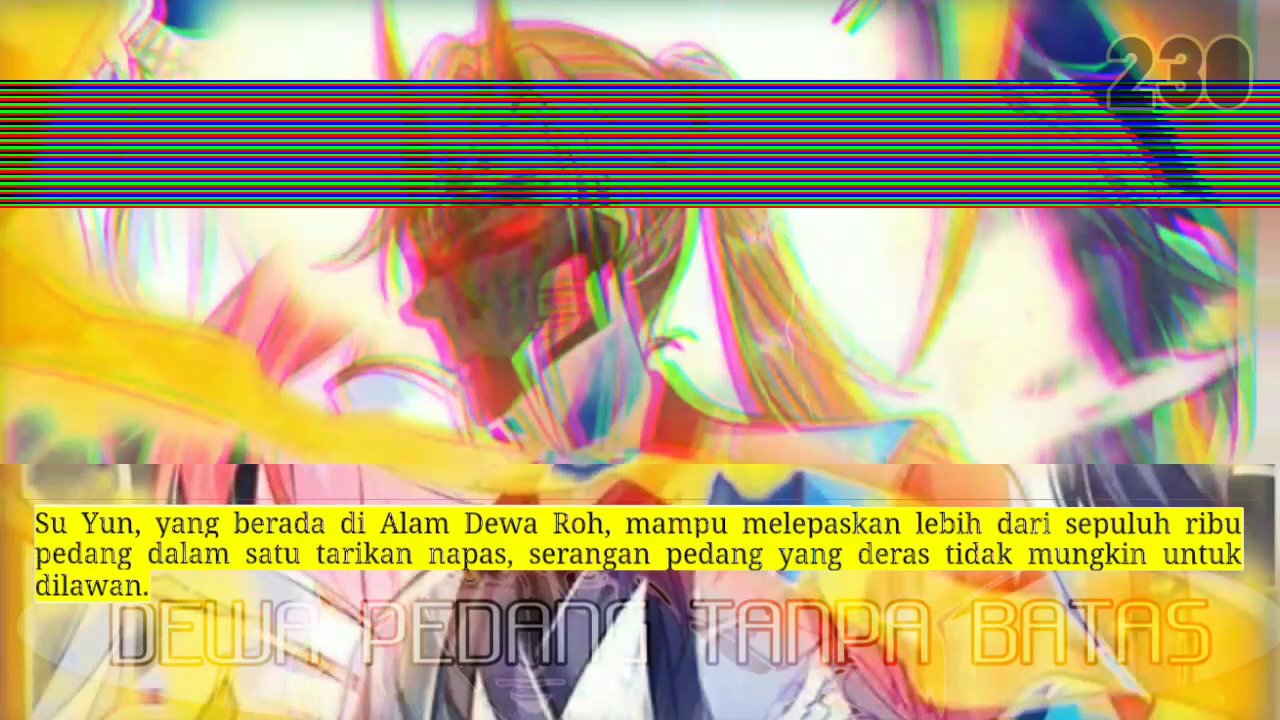 230
Su Yun, yang berada di Alam Dewa Roh, mampu melepaskan lebih dari sepuluh ribu
pedang dalam satu tarikan napas, serangan pedang yang deras tidak mungkin untuk
dilawan.
DEWA PEDANG TANPA BATAS